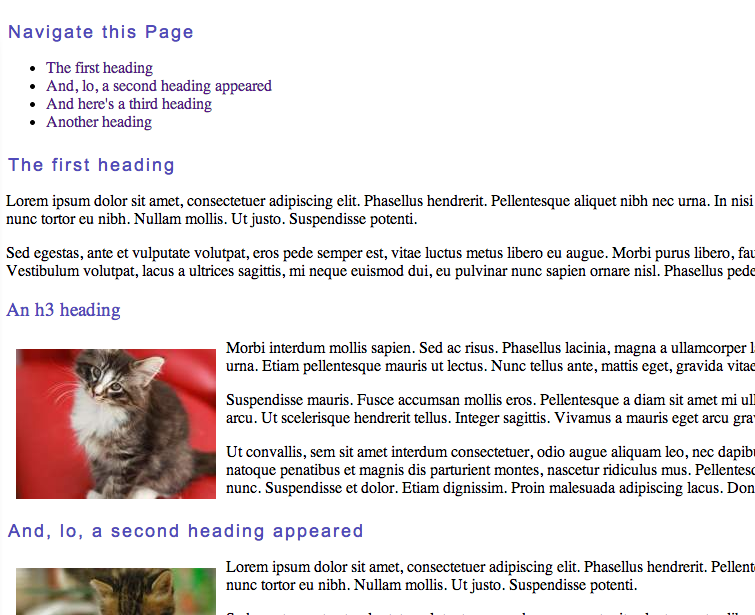 Navigate this Page
The first heading
And, lo, a second heading appeared
And here's a third heading
Another heading
The first heading
Lorem ipsum dolor sit amet, consectetuer adipiscing elit. Phasellus hendrerit. Pellentesque aliquet nibh nec urna. In nisi
nunc tortor eu nibh. Nullam mollis. Ut justo. Suspendisse potenti.
Sed egestas, ante et vulputate volutpat, eros pede semper est, vitae luctus metus libero eu augue. Morbi purus libero,
Vestibulum volutpat, lacus a ultrices sagittis, mi neque euismod dui, eu pulvinar nunc sapien ornare nisl. Phasellus pede
An h3 heading
Morbi interdum mollis sapien. Sed ac risus. Phasellus lacinia, magna a ullamcorper
urna. Etiam pellentesque mauris ut lectus. Nunc tellus ante, mattis eget, gravida vitae
Suspendisse mauris. Fusce accumsan mollis eros. Pellentesque a diam sit amet mi
arcu. Ut scelerisque hendrerit tellus. Integer sagittis. Vivamus a mauris eget arcu
Ut convallis, sem sit amet interdum consectetuer, odio augue aliquam leo, nec
natoque penatibus et magnis dis parturient montes, nascetur ridiculus mus.
nunc. Suspendisse et dolor. Etiam dignissim. Proin malesuada adipiscing lacus.
And, lo, a second heading appeared
Lorem ipsum dolor sit amet, consectetuer adipiscing elit. Phasellus hendrerit.
nunc tortor eu nibh. Nullam mollis. Ut justo. Suspendisse potenti.